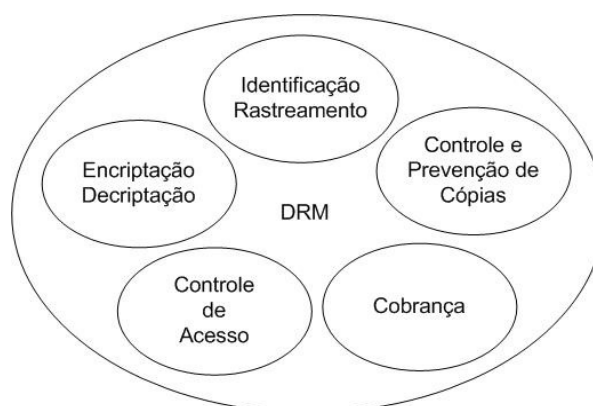 Identificação
Rastreamento
Encriptação
Decriptação
Controle e
Prevenção de
Cópias
DRM
Controle
de
Acesso
Cobrança